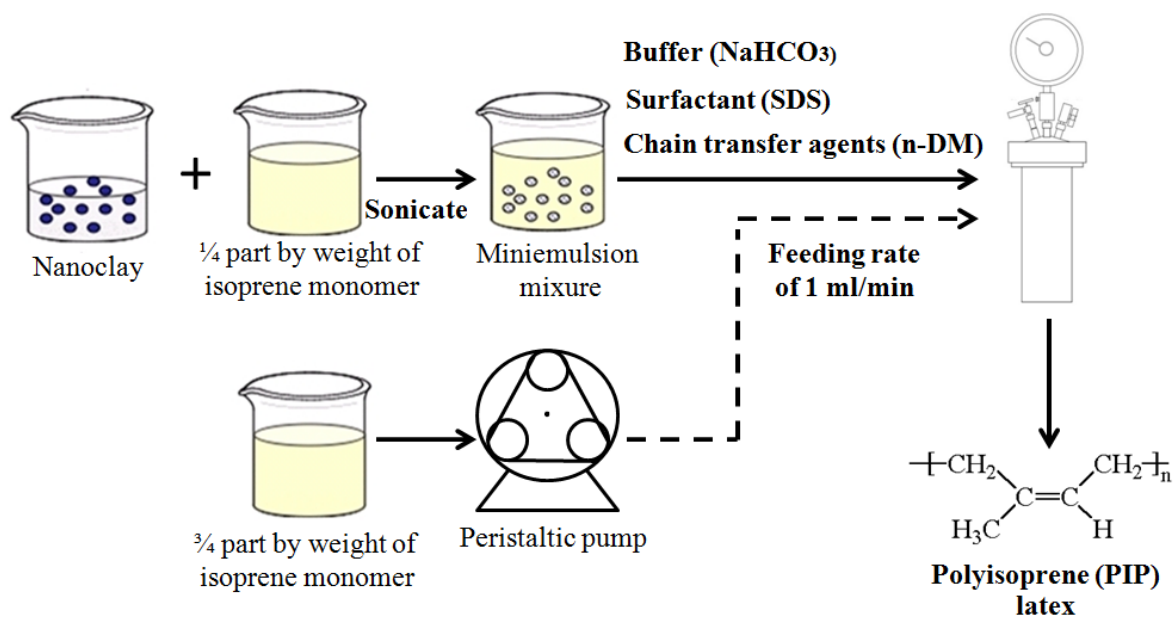 Buffer (NaHCO3)
Surfactant (SDS)
Chain transfer agents (n-DM)
+
Sonicate
Nanoclay
¼ part by weight of
isoprene monomer
Miniemulsion
mixure
Feeding rate
of 1 ml/min
¾ part by weight of
isoprene monomer
Peristaltic pump
CH2 CH2 n
C=C
H3C H
Polyisoprene (PIP)
latex